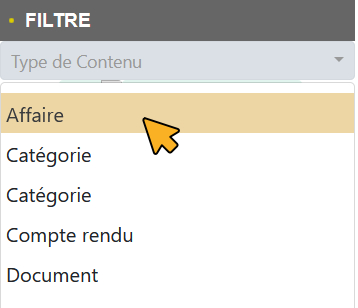 FILTRE
Type de Contenu
Affaire
Catégorie
Catégorie
Compte rendu
Document